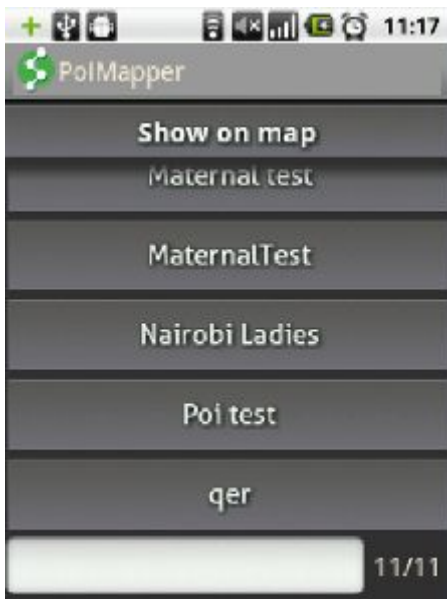 11:17
PoiMapper
Show on map
Maternal test
MaternalTest
Nairobi Ladies
Poi test
qer
11/11